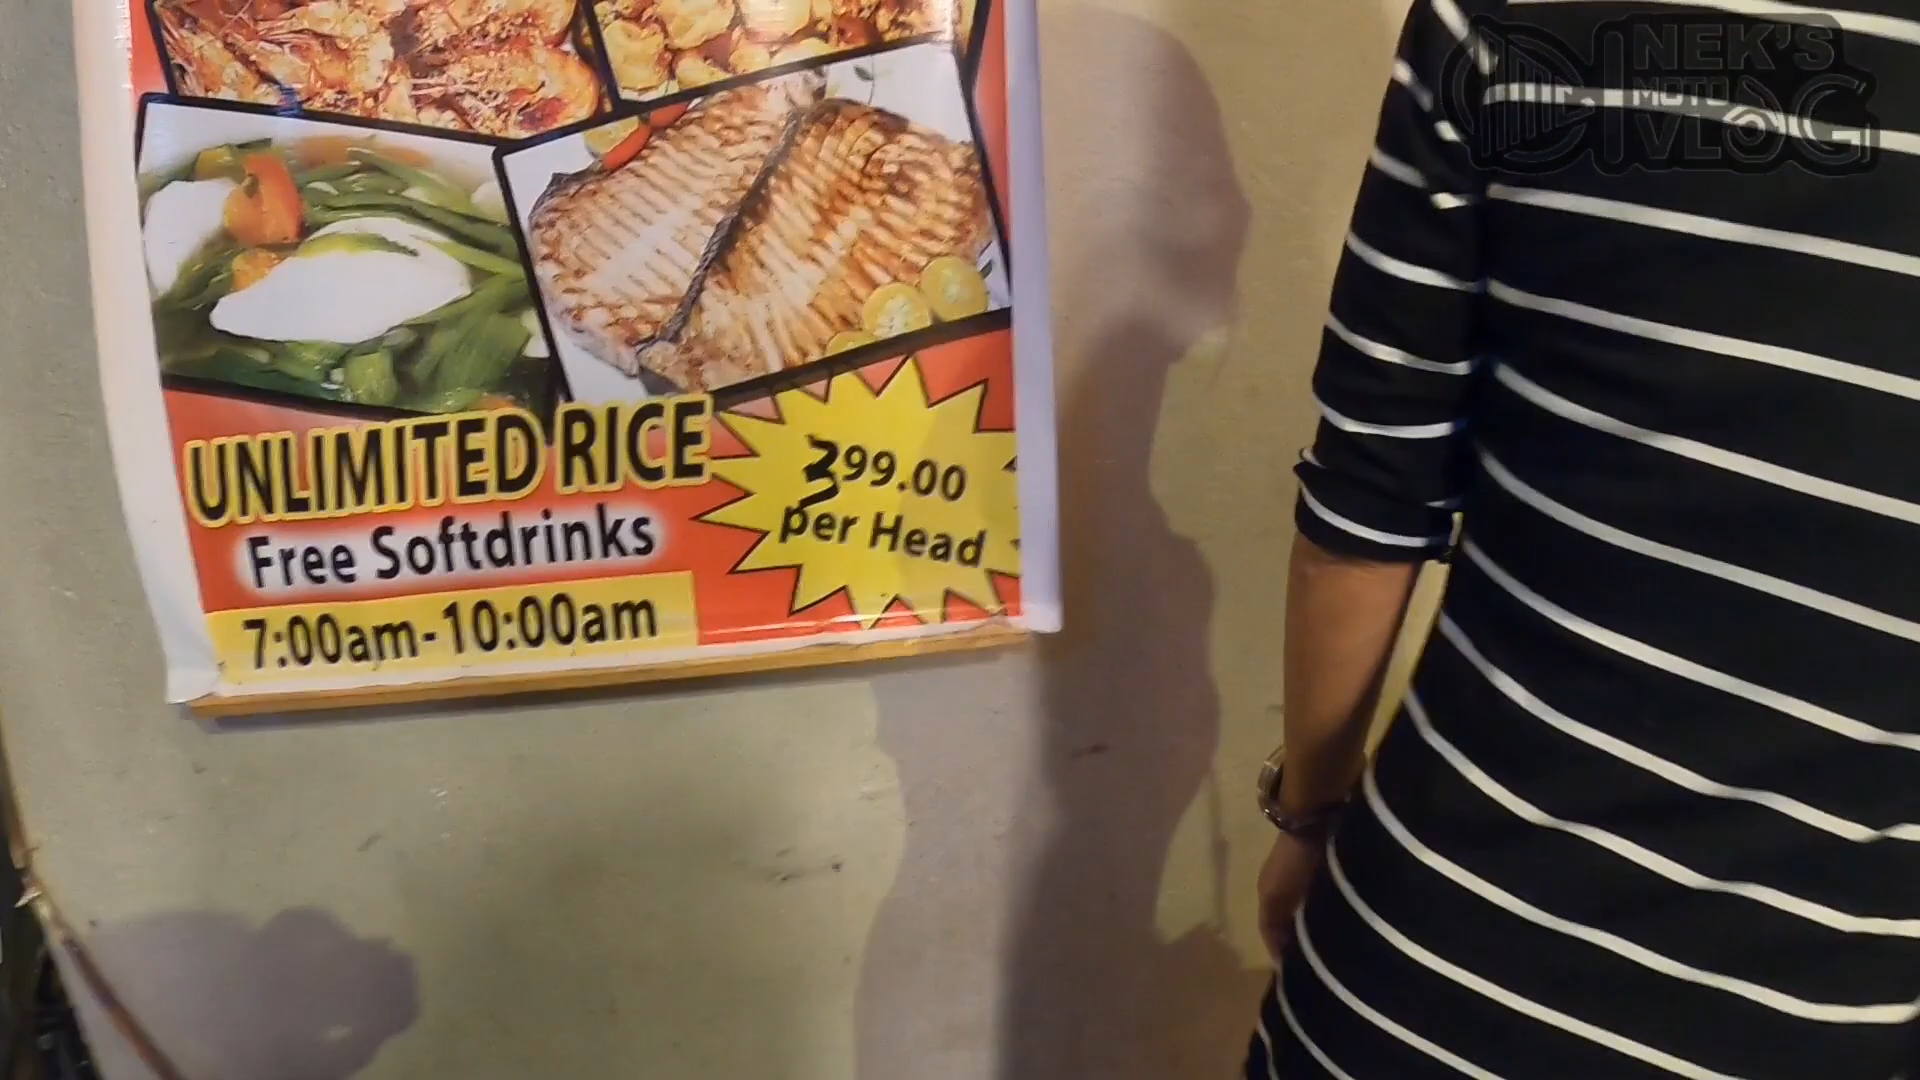 NEK'S
MOTO
VLOG
UNLIMITED RICE
399.00
per Head
Free Softdrinks
7:00am-10:00am